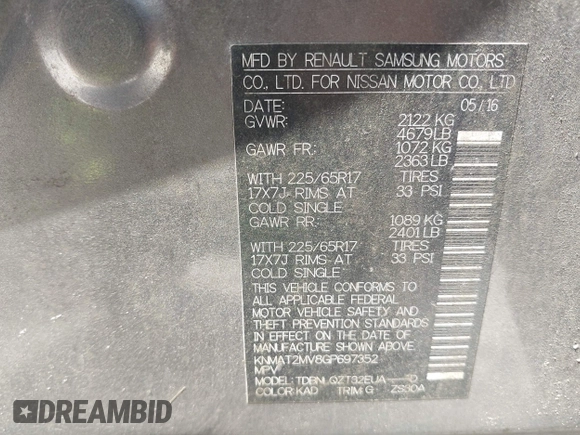 MFD BY RENAULT SAMSUNG MOTORS
CO., LTD. FOR NISSAN MOTOR CO., LTD
DATE: 05/16
GVWR: 2122 KG
4679 LB
GAWR FR: 1072 KG
2363 LB
WITH 225/65R17 TIRES
17X7J RIMS AT 33 PSI
COLD SINGLE
GAWR RR: 1089 KG
2401 LB
WITH 225/65R17 TIRES
17X7J RIMS AT 33 PSI
COLD SINGLE
THIS VEHICLE CONFORMS TO
ALL APPLICABLE FEDERAL
MOTOR VEHICLE SAFETY AND
THEFT PREVENTION STANDARDS
IN EFFECT ON THE DATE OF
MANUFACTURE SHOWN ABOVE.
KNMAT2MV8GP697352
MPV
MODEL: TDBNLQZT32EUA----D
COLOR KAD TRIM G ZS3DA
DREAMBID DREAMBID